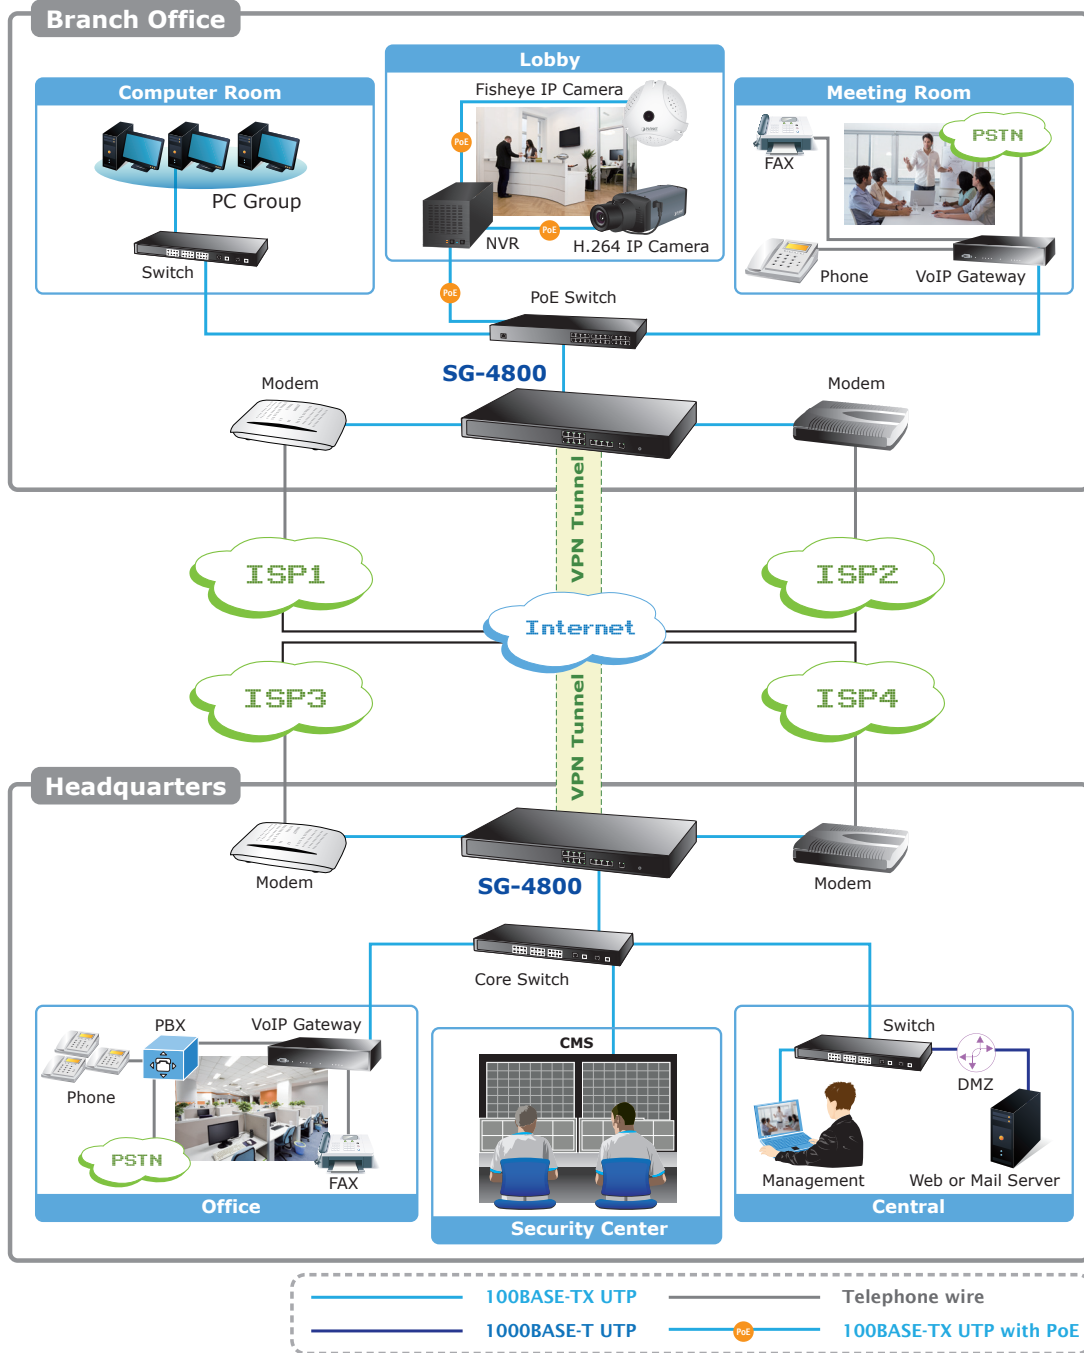 Branch Office
Lobby
Computer Room
Meeting Room
Fisheye IP Camera
PSTN
PoE
FAX
PC Group
NVR
PoE
H.264 IP Camera
Switch
Phone
VoIP Gateway
PoE
PoE Switch
SG-4800
Modem
Modem
VPN Tunnel
ISP1
ISP2
Internet
ISP3
ISP4
VPN Tunnel
Headquarters
Modem
Modem
SG-4800
Core Switch
PBX
VoIP Gateway
Switch
CMS
Phone
DMZ
PSTN
FAX
Management
Web or Mail Server
Office
Security Center
Central
100BASE-TX UTP
Telephone wire
1000BASE-T UTP
PoE
100BASE-TX UTP with PoE